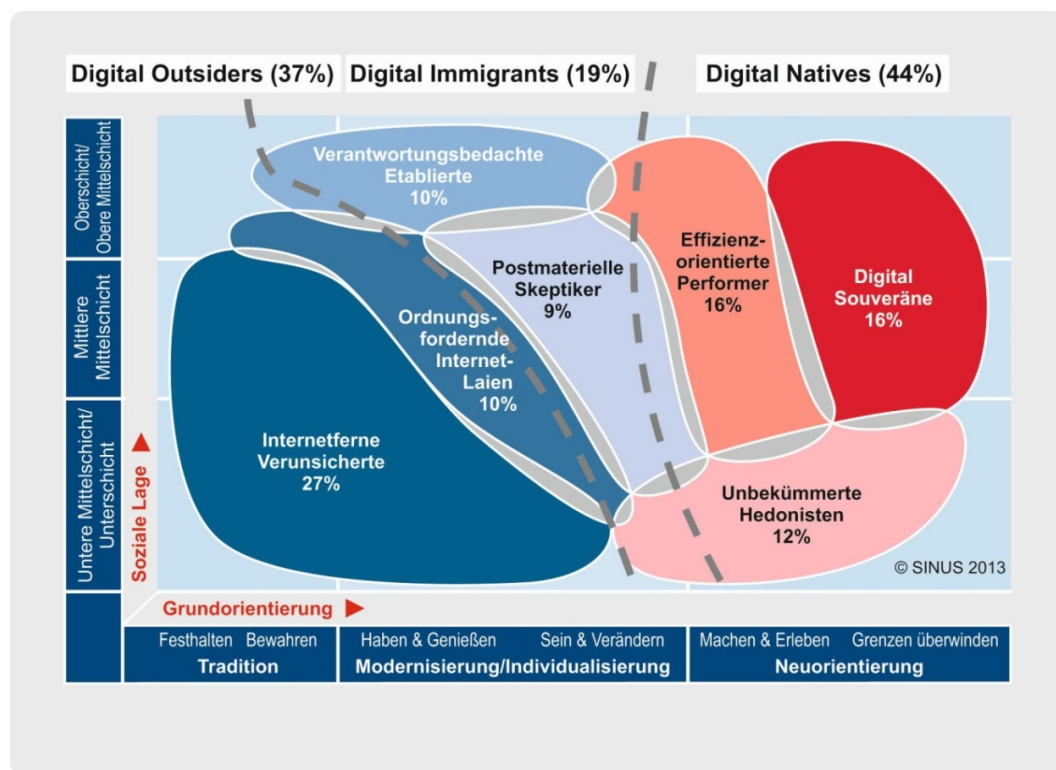 Digital Outsiders (37%)
Digital Immigrants (19%)
Digital Natives (44%)
Oberschicht/
Obere Mittelschicht
Mittlere
Mittelschicht
Untere Mittelschicht/
Unterschicht
Soziale Lage
Verantwortungsbedachte
Etablierte
10%
Postmaterielle
Skeptiker
9%
Effizienz-
orientierte
Performer
16%
Digital
Souveräne
16%
Ordnungs-
fordernde
Internet-
Laien
10%
Internetferne
Verunsicherte
27%
Unbekümmerte
Hedonisten
12%
© SINUS 2013
Grundorientierung
Festhalten
Bewahren
Tradition
Haben & Genießen
Sein & Verändern
Modernisierung/Individualisierung
Machen & Erleben
Grenzen überwinden
Neuorientierung